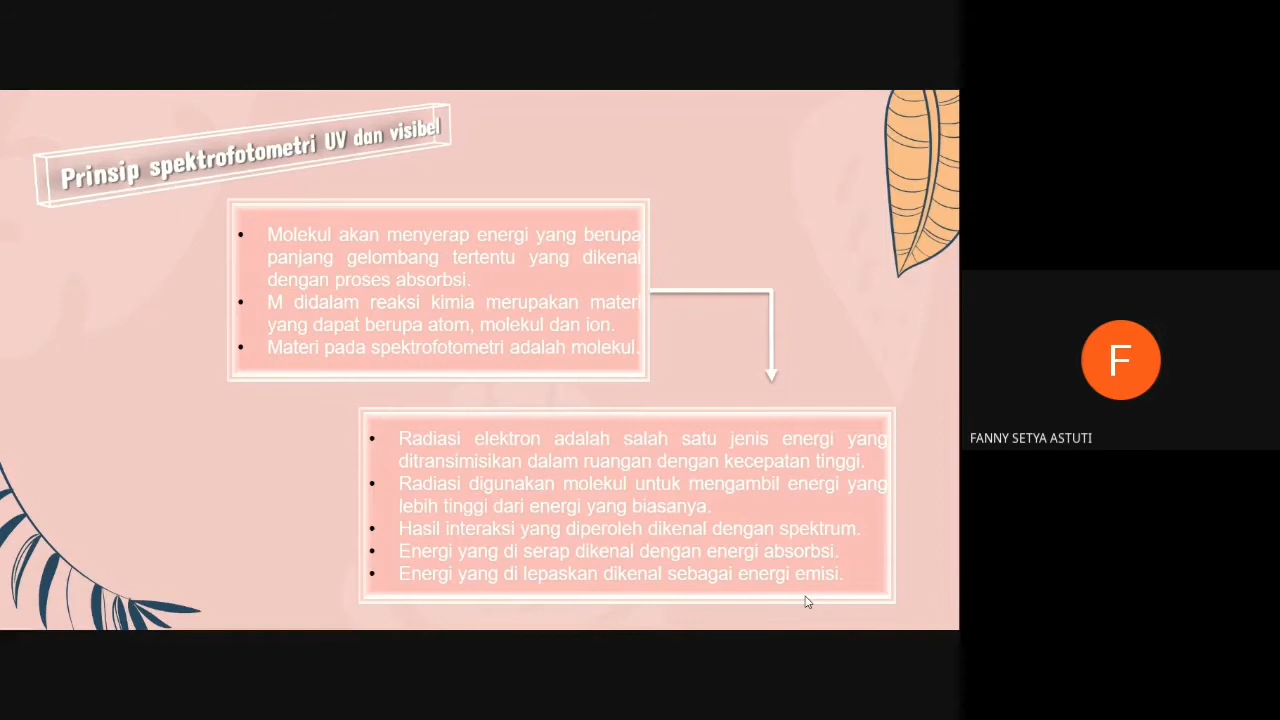 Prinsip spektrofotometri UV dan visibel
Molekul akan menyerap energi yang berupa
panjang gelombang tertentu yang dikenal
dengan proses absorbsi.
M didalam reaksi kimia merupakan materi
yang dapat berupa atom, molekul dan ion.
Materi pada spektrofotometri adalah molekul.
Radiasi elektron adalah salah satu jenis energi yang
ditransimisikan dalam ruangan dengan kecepatan tinggi.
Radiasi digunakan molekul untuk mengambil energi yang
lebih tinggi dari energi yang biasanya.
Hasil interaksi yang diperoleh dikenal dengan spektrum.
Energi yang di serap dikenal dengan energi absorbsi.
Energi yang di lepaskan dikenal sebagai energi emisi.
F
FANNY SETYA ASTUTI